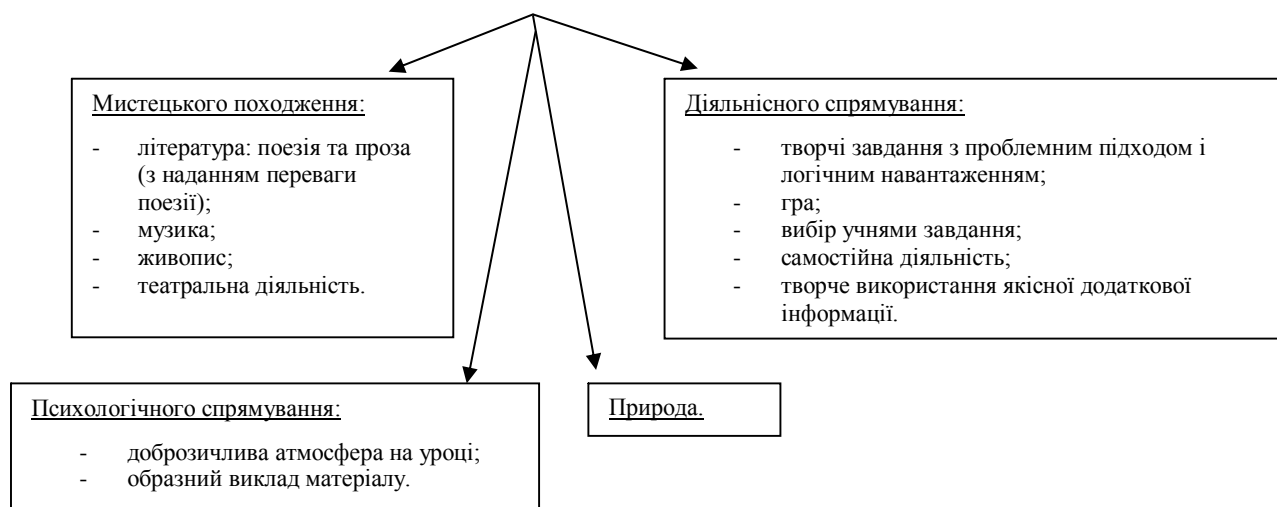 Мистецького походження:
- література: поезія та проза
(з наданням переваги
поезії);
- музика;
- живопис;
- театральна діяльність.
Діяльнісного спрямування:
- творчі завдання з проблемним підходом і
логічним навантаженням;
- гра;
- вибір учнями завдання;
- самостійна діяльність;
- творче використання якісної додаткової
інформації.
Психологічного спрямування:
- доброзичлива атмосфера на уроці;
- образний виклад матеріалу.
Природа.